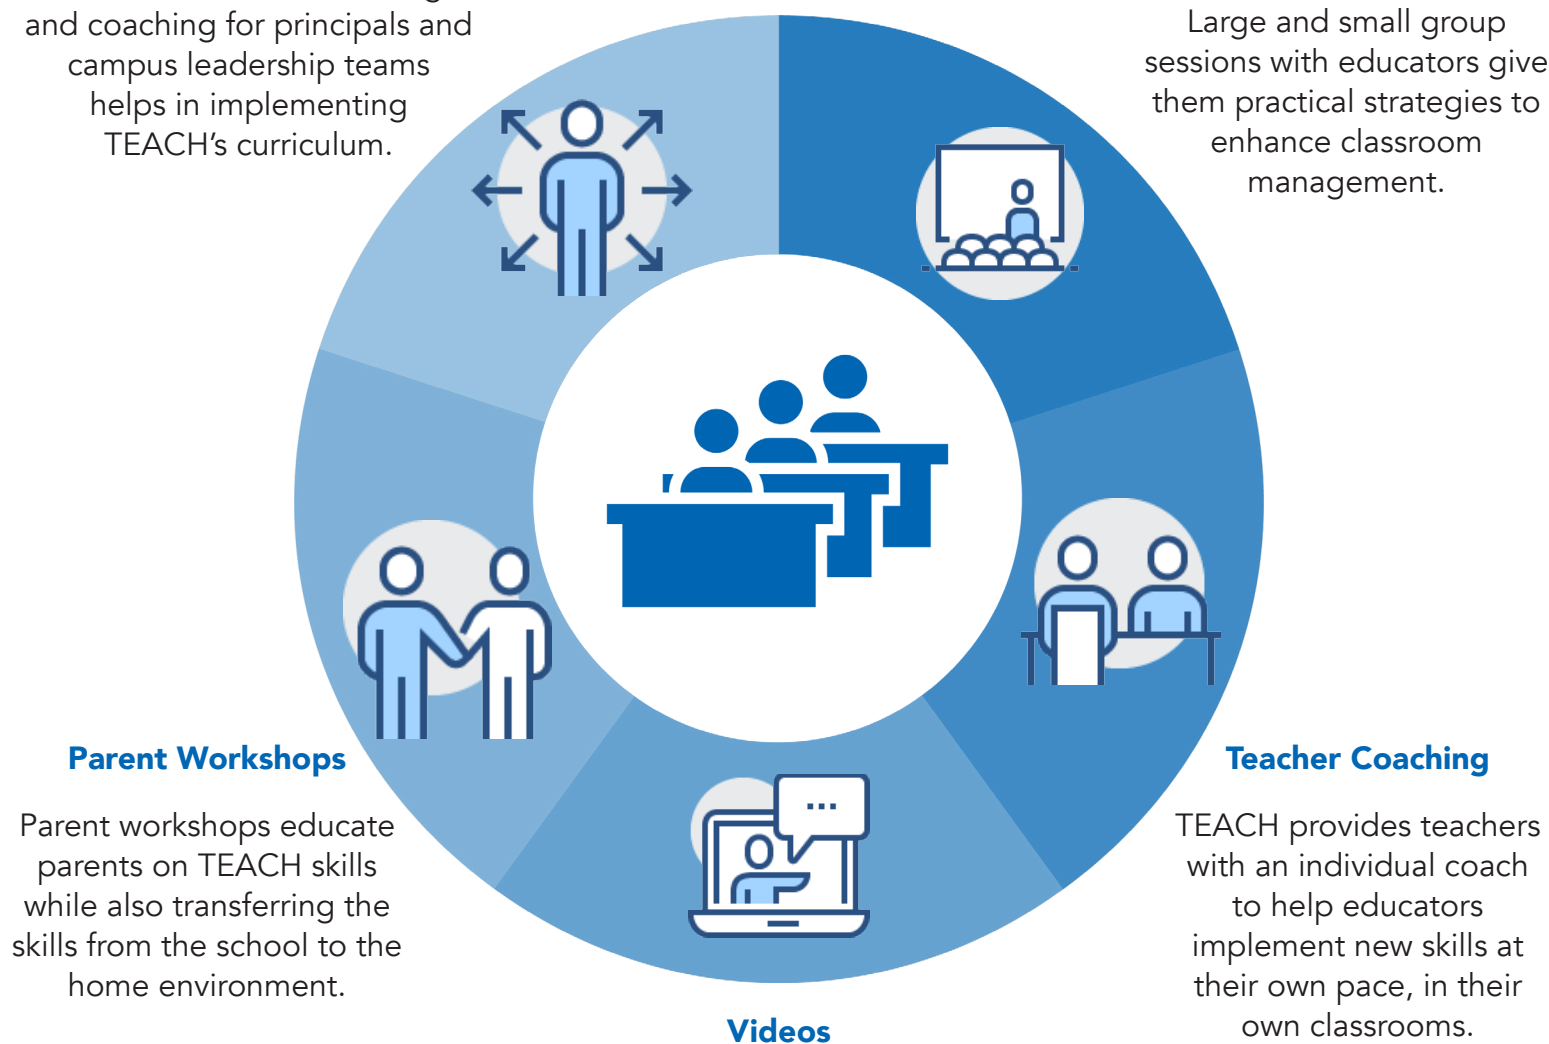 and coaching for principals and
campus leadership teams
helps in implementing
TEACH’s curriculum.
Large and small group
sessions with educators give
them practical strategies to
enhance classroom
management.
Parent Workshops
Parent workshops educate
parents on TEACH skills
while also transferring the
skills from the school to the
home environment.
Teacher Coaching
TEACH provides teachers
with an individual coach
to help educators
implement new skills at
their own pace, in their
own classrooms.
Videos